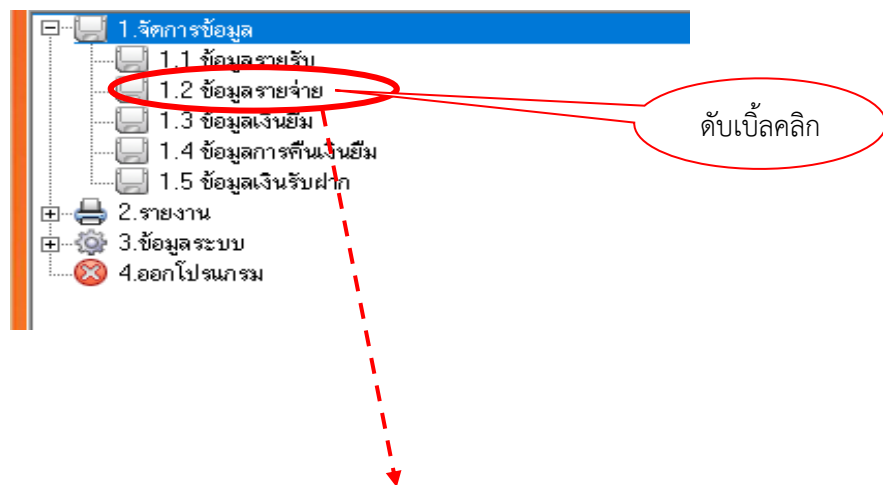 1.จัดการข้อมูล
1.1 ข้อมูลรายรับ
1.2 ข้อมูลรายจ่าย
ดับเบิ้ลคลิก
1.3 ข้อมูลเงินยืม
1.4 ข้อมูลการคืนเงินยืม
1.5 ข้อมูลเงินรับฝาก
2.รายงาน
3.ข้อมูลระบบ
4.ออกโปรแกรม